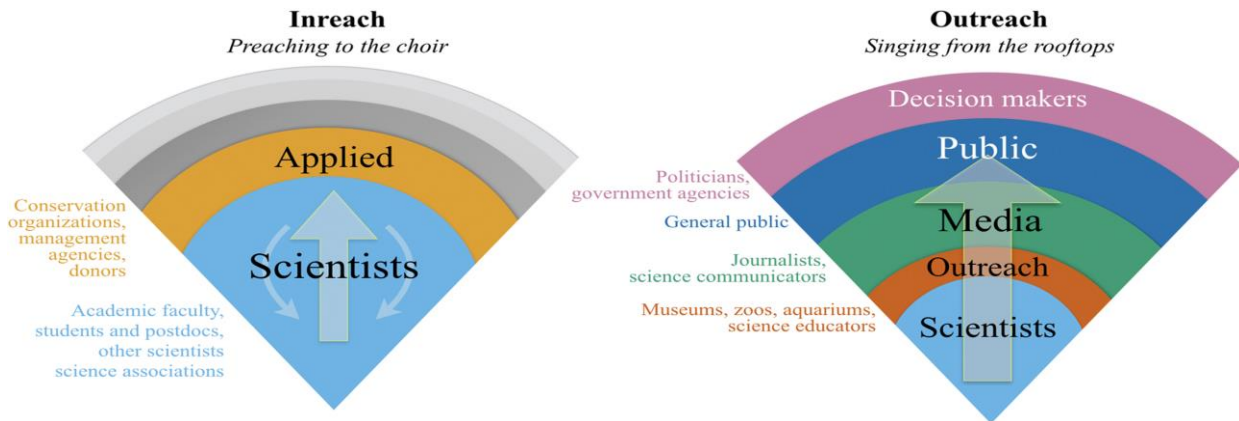 Inreach
Preaching to the choir
Applied
Scientists
Conservation
organizations,
management
agencies,
donors
Academic faculty,
students and postdocs,
other scientists
science associations
Outreach
Singing from the rooftops
Decision makers
Public
Media
Outreach
Scientists
Politicians,
government agencies
General public
Journalists,
science communicators
Museums, zoos, aquariums,
science educators